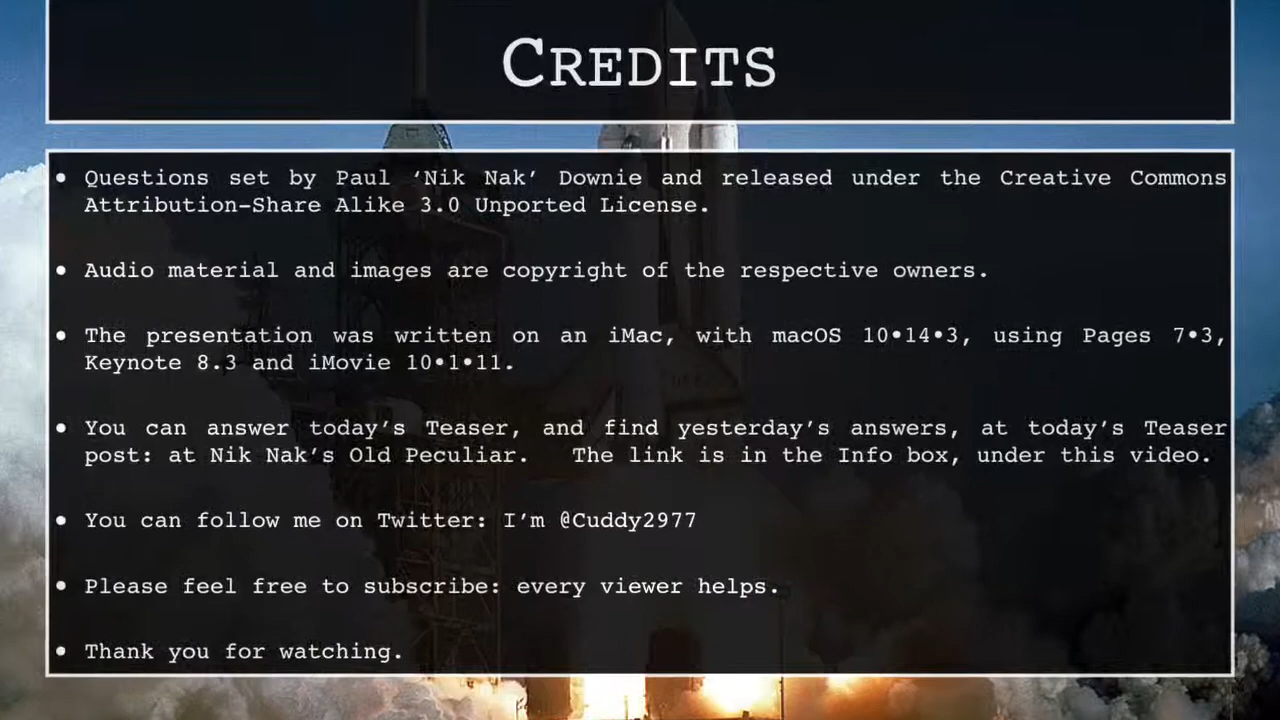 CREDITS
• Questions set by Paul ‘Nik Nak’ Downie and released under the Creative Commons
Attribution-Share Alike 3.0 Unported License.
• Audio material and images are copyright of the respective owners.
• The presentation was written on an iMac, with macOS 10•14•3, using Pages 7•3,
Keynote 8.3 and iMovie 10•1•11.
• You can answer today’s Teaser, and find yesterday’s answers, at today’s Teaser
post: at Nik Nak’s Old Peculiar. The link is in the Info box, under this video.
• You can follow me on Twitter: I’m @Cuddy2977
• Please feel free to subscribe: every viewer helps.
• Thank you for watching.